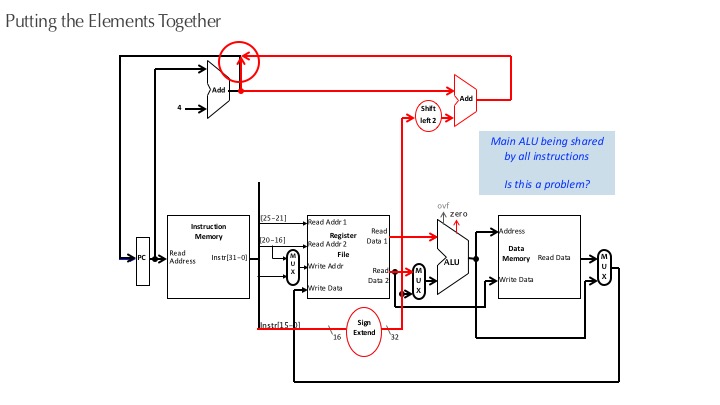 Putting the Elements Together
Add
4
Shift
left 2
Add
Main ALU being shared
by all instructions
Is this a problem?
ovf
zero
PC
Instruction
Memory
Read
Address
Instr[31-0]
[25-21]
[20-16]
M
U
X
Read Addr 1
Read Addr 2
Write Addr
Write Data
Register
File
Read
Data 1
Read
Data 2
M
U
X
ALU
Address
Data
Memory
Read Data
Write Data
M
U
X
Instr[15-0]
16
Sign
Extend
32